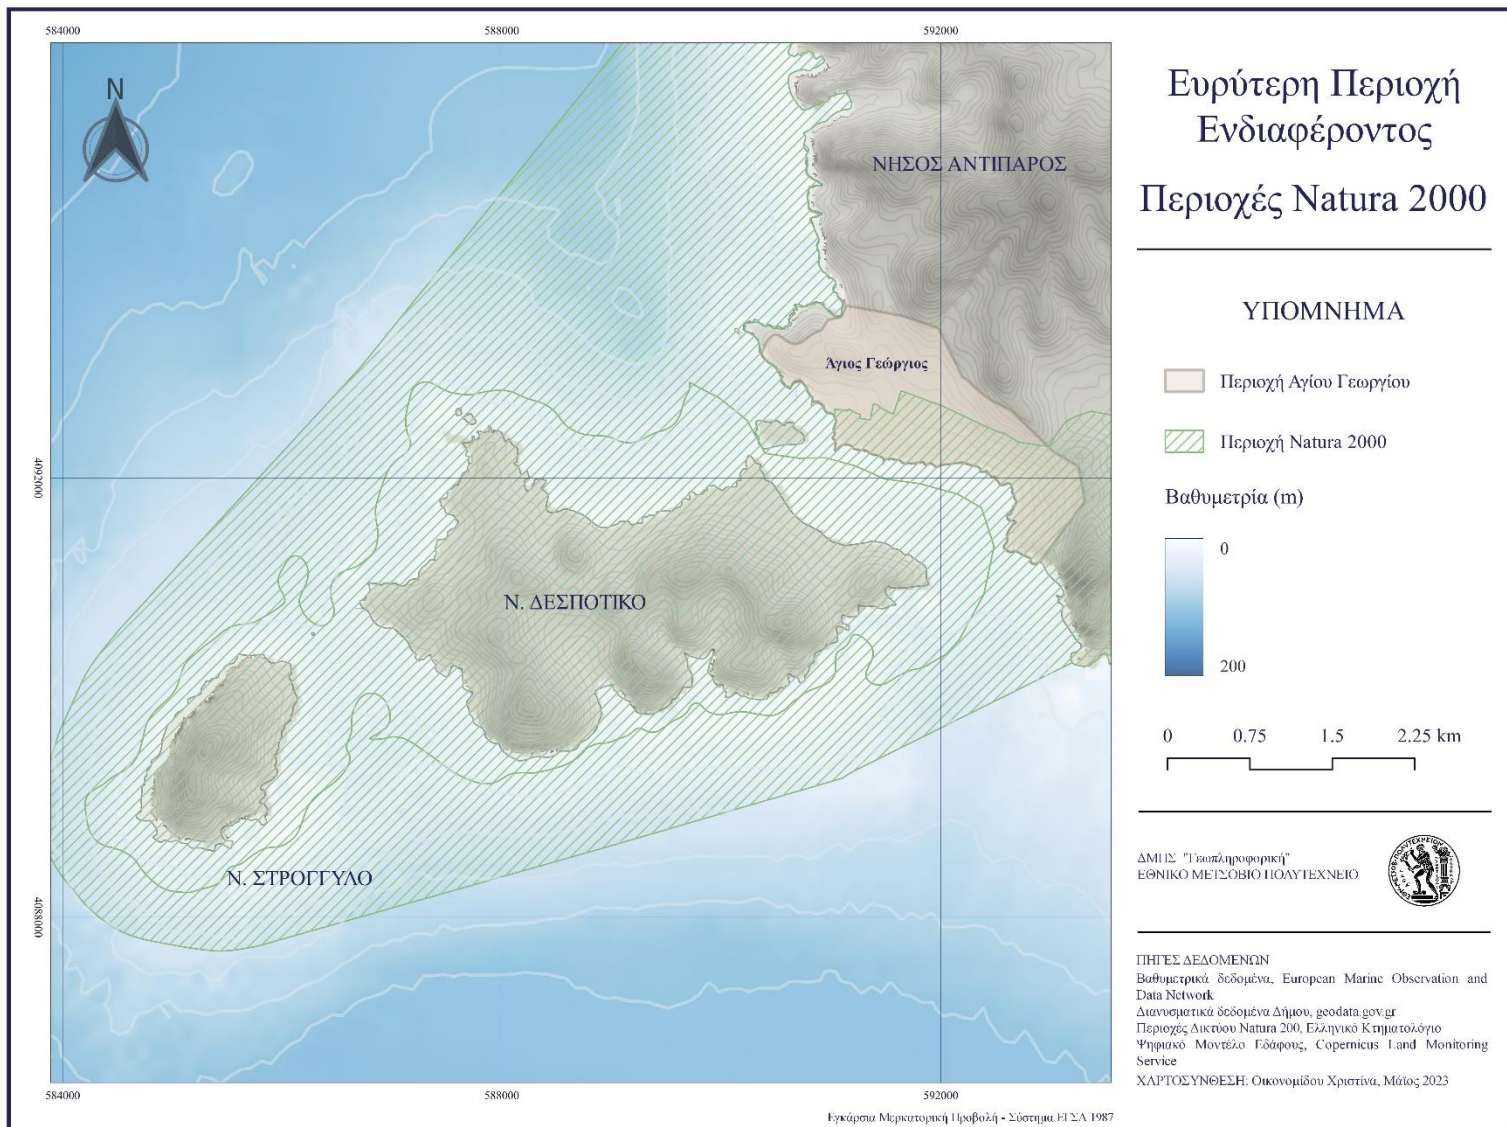 584000
588000
592000
N
ΝΗΣΟΣ ΑΝΤΙΠΑΡΟΣ
Άγιος Γεώργιος
4092000
Ν. ΔΕΣΠΟΤΙΚΟ
Ν. ΣΤΡΟΓΓΥΛΟ
4088000
584000
588000
592000
Εγκάρσια Μερκατορική Προβολή - Σύστημα ΕΓΣΑ 1987
Ευρύτερη Περιοχή
Ενδιαφέροντος
Περιοχές Natura 2000
ΥΠΟΜΝΗΜΑ
Περιοχή Αγίου Γεωργίου
Περιοχή Natura 2000
Βαθυμετρία (m)
0
200
0 0.75 1.5 2.25 km
ΔΜΠΣ "Γεωπληροφορική"
ΕΘΝΙΚΟ ΜΕΤΣΟΒΙΟ ΠΟΛΥΤΕΧΝΕΙΟ
ΠΗΓΕΣ ΔΕΔΟΜΕΝΩΝ
Βαθυμετρικά δεδομένα, European Marine Observation and
Data Network
Διανυσματικά δεδομένα Δήμου, geodata.gov.gr
Περιοχές Δικτύου Natura 200, Ελληνικό Κτηματολόγιο
Ψηφιακό Μοντέλο Εδάφους, Copernicus Land Monitoring
Service
ΧΑΡΤΟΣΥΝΘΕΣΗ: Οικονομίδου Χριστίνα, Μάϊος 2023